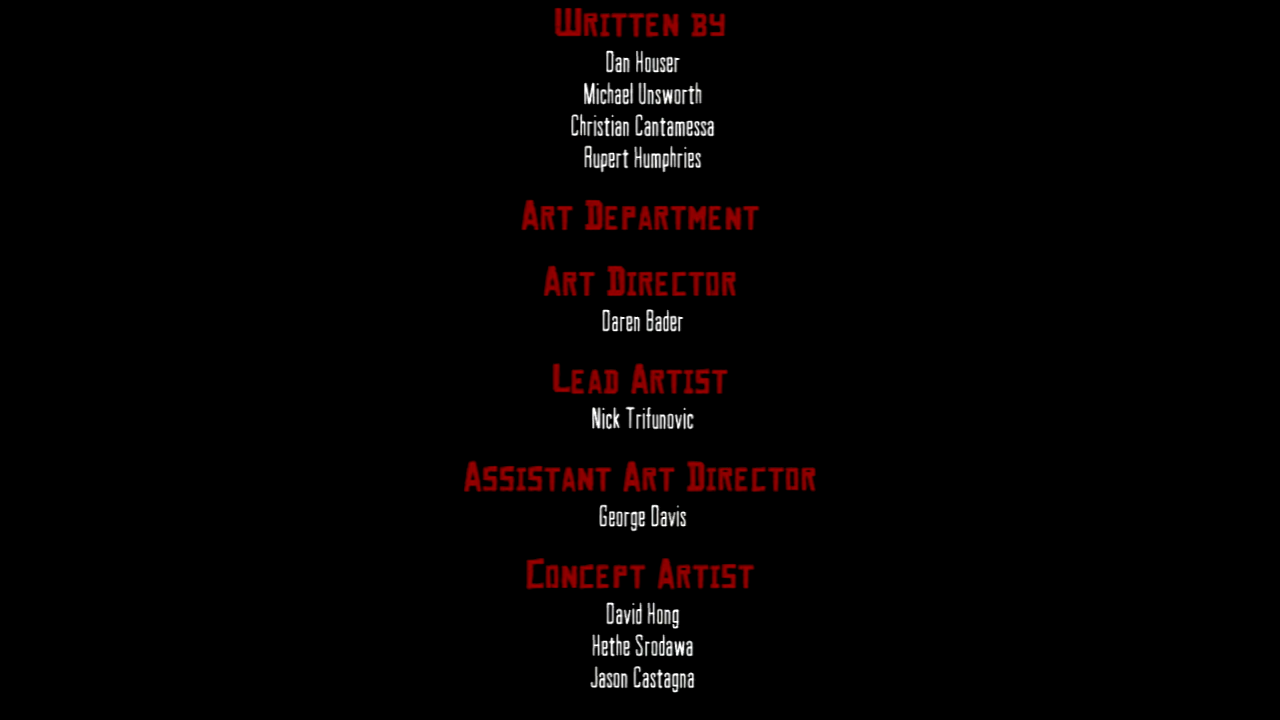 Written by
Dan Houser
Michael Unsworth
Christian Cantamessa
Rupert Humphries
Art Department
Art Director
Daren Bader
Lead Artist
Nick Trifunovic
Assistant Art Director
George Davis
Concept Artist
David Hong
Hethe Srodawa
Jason Castagna